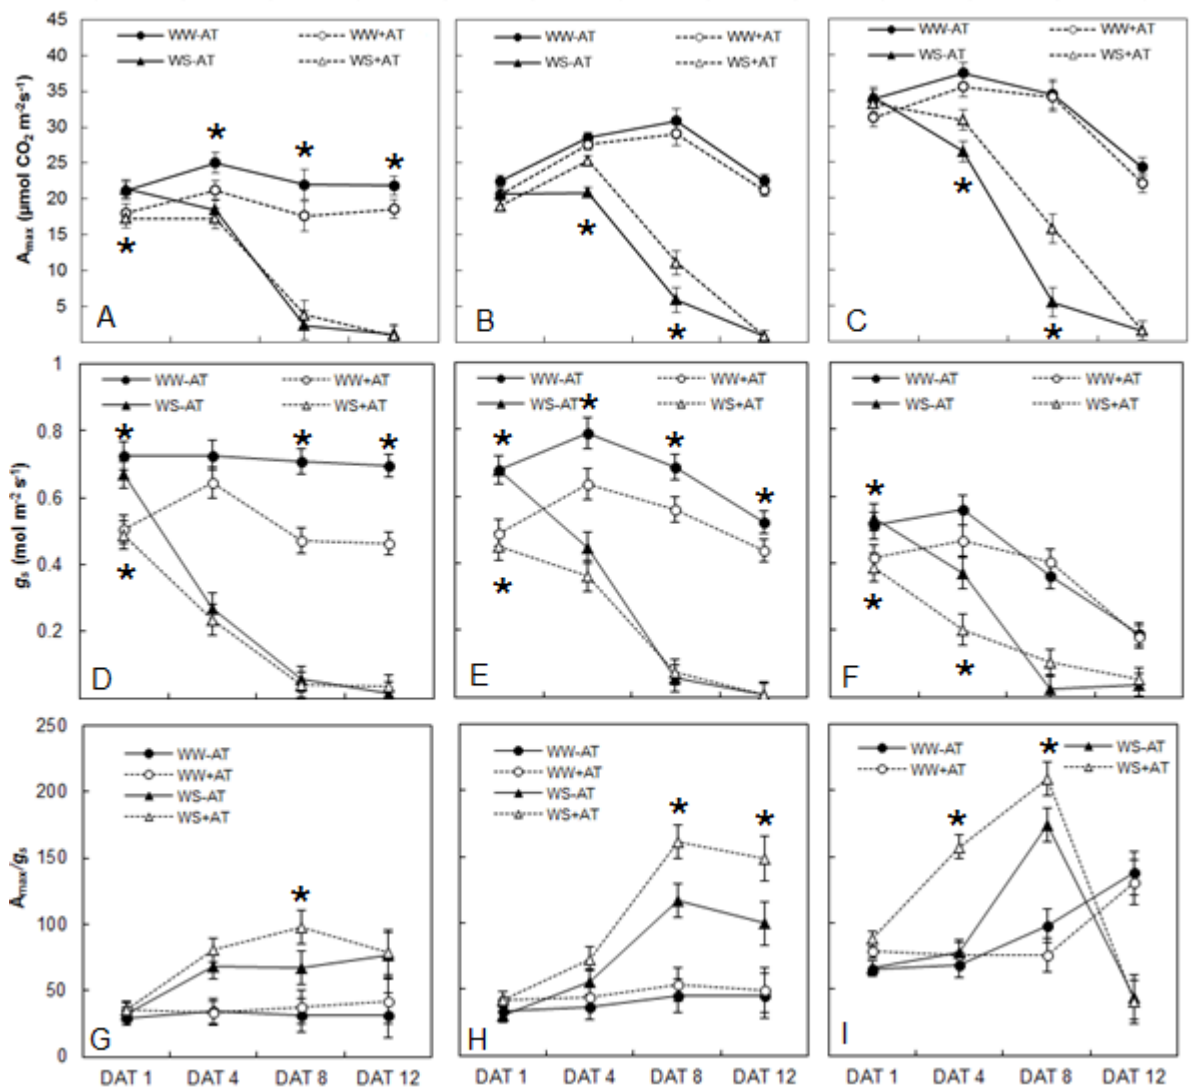 45
40
35
30
25
20
15
10
5
A_max (µmol CO₂ m⁻²s⁻¹)
WW-AT WW+AT
WS-AT WS+AT
* * * *
*
A
WW-AT WW+AT
WS-AT WS+AT
*
*
B
WW-AT WW+AT
WS-AT WS+AT
*
*
C
1
0.8
0.6
0.4
0.2
gₛ (mol m⁻² s⁻¹)
WW-AT WW+AT
WS-AT WS+AT
* * *
*
D
WW-AT WW+AT
WS-AT WS+AT
* * * *
*
E
WW-AT WW+AT
WS-AT WS+AT
*
*
*
F
250
200
150
100
50
0
A_max/gₛ
WW-AT
WW+AT
WS-AT
WS+AT
*
G
WW-AT
WW+AT
WS-AT
WS+AT
* *
H
WW-AT WS-AT
WW+AT WS+AT
*
*
I
DAT 1 DAT 4 DAT 8 DAT 12 DAT 1 DAT 4 DAT 8 DAT 12 DAT 1 DAT 4 DAT 8 DAT 12